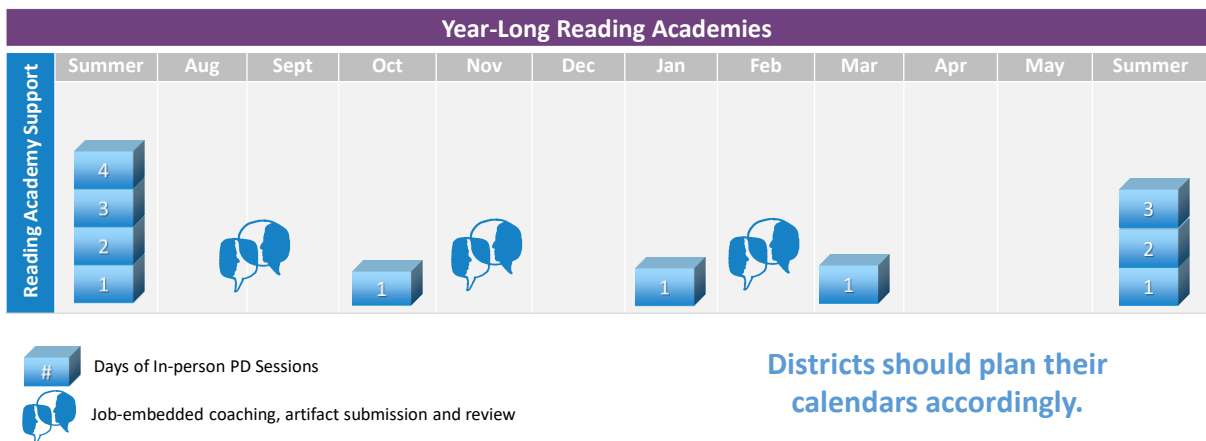 Year-Long Reading Academies
Reading Academy Support
Summer Aug Sept Oct Nov Dec Jan Feb Mar Apr May Summer
4
3
2
1
1
1
1
3
2
1
# Days of In-person PD Sessions
Job-embedded coaching, artifact submission and review
Districts should plan their
calendars accordingly.